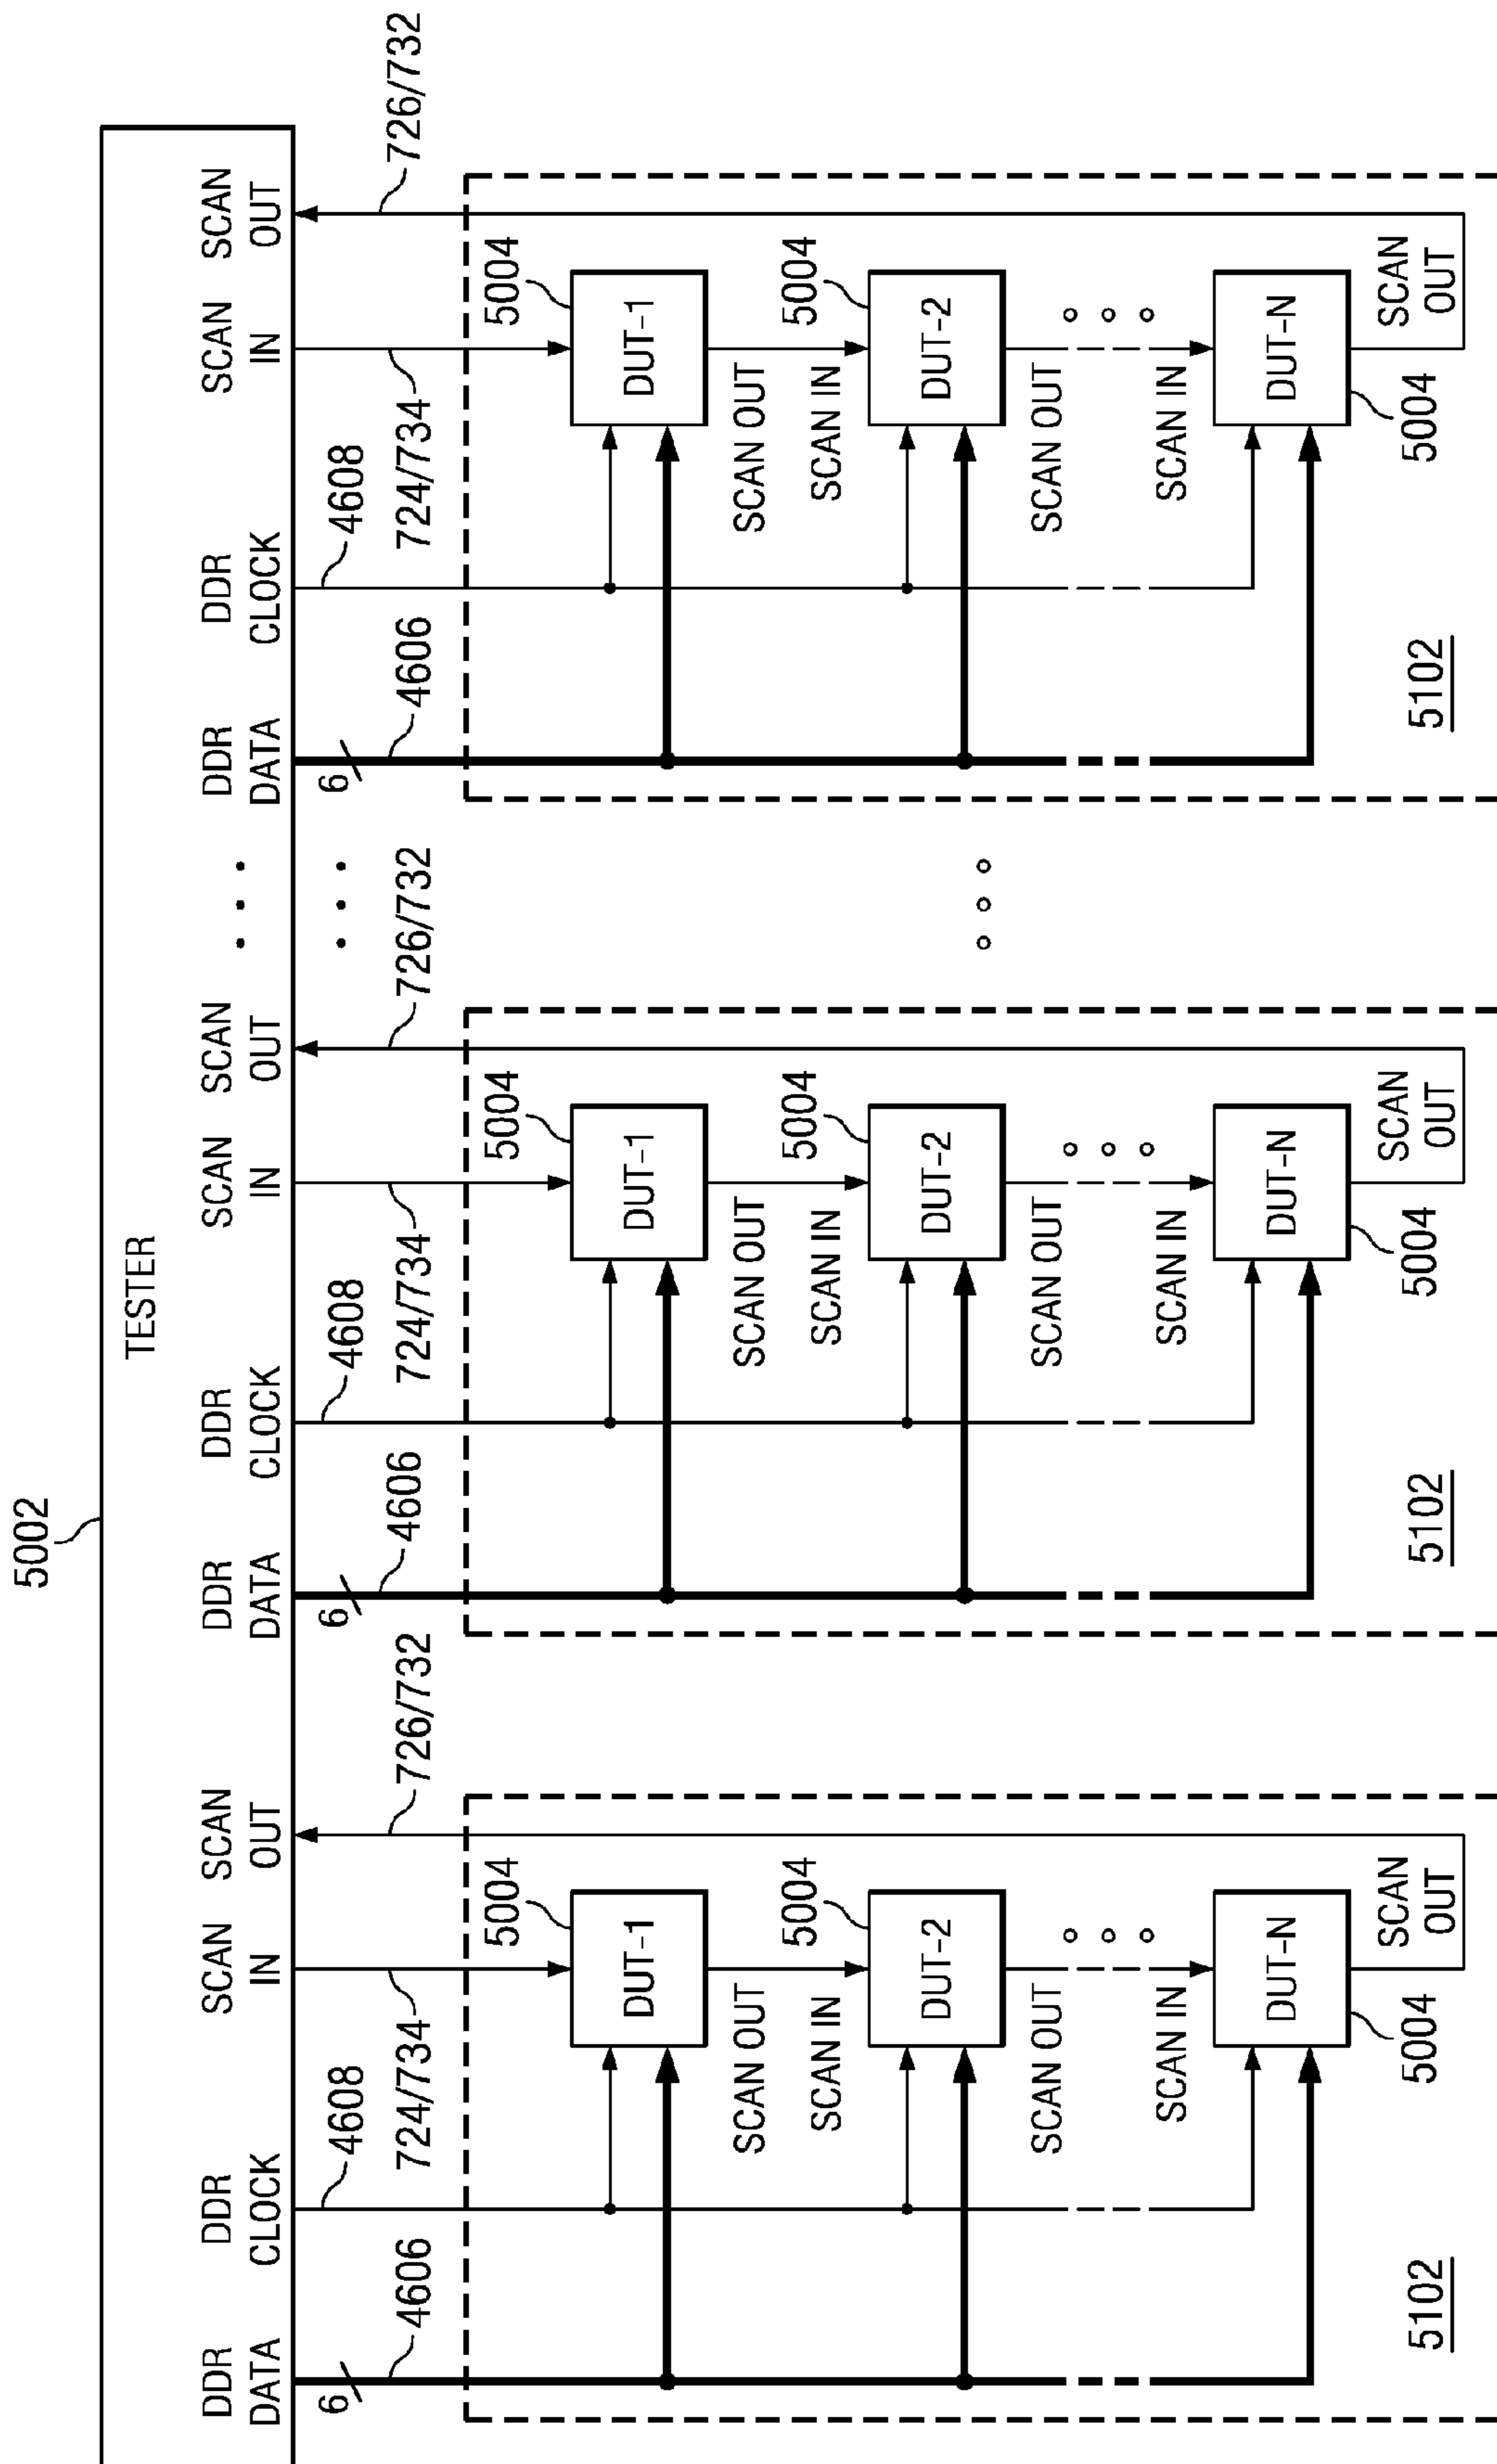 5002
TESTER
DDR DATA
DDR CLOCK
SCAN IN
SCAN OUT
DDR DATA
DDR CLOCK
SCAN IN
SCAN OUT
DDR DATA
DDR CLOCK
SCAN IN
SCAN OUT
6
4606
4608
724/734
726/732
6
4606
4608
724/734
726/732
6
4606
4608
724/734
726/732
5004
DUT-1
SCAN OUT
SCAN IN
5004
DUT-2
SCAN OUT
SCAN IN
DUT-N
5004
SCAN OUT
5102
5004
DUT-1
SCAN OUT
SCAN IN
5004
DUT-2
SCAN OUT
SCAN IN
DUT-N
5004
SCAN OUT
5102
5004
DUT-1
SCAN OUT
SCAN IN
5004
DUT-2
SCAN OUT
SCAN IN
DUT-N
5004
SCAN OUT
5102